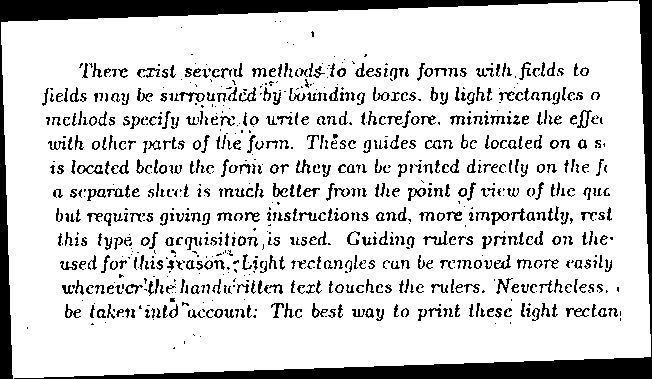 There exist several methods to design forms with fields to
fields may be surrounded by bounding boxes, by light rectangles o
methods specify where to write and, therefore, minimize the effec
with other parts of the form. These guides can be located on a s
is located below the form or they can be printed directly on the f
a separate sheet is much better from the point of view of the qua
but requires giving more instructions and, more importantly, rest
this type of acquisition is used. Guiding rulers printed on the
used for this reason. Light rectangles can be removed more easily
whenever the handwritten text touches the rulers. Nevertheless,
be taken into account: The best way to print these light rectan